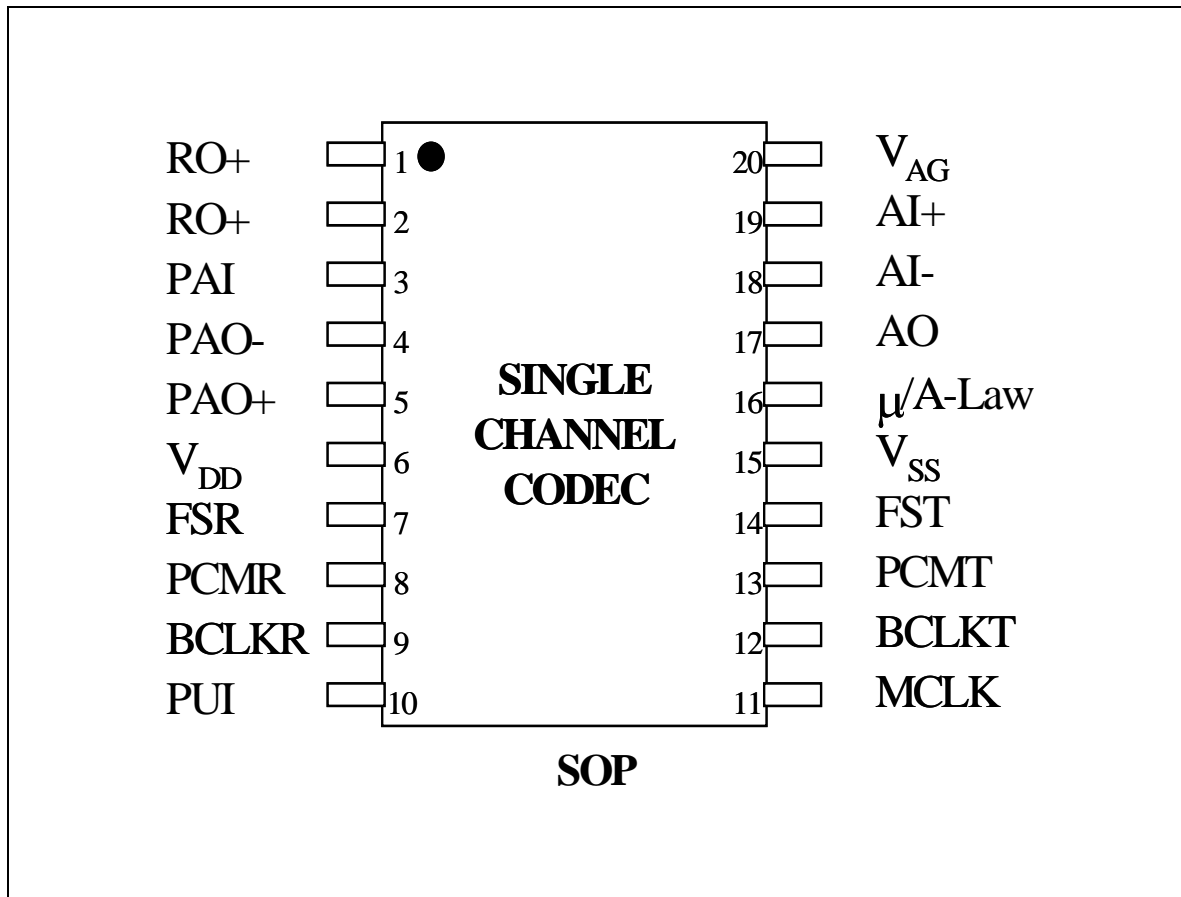 RO+ 1 20 VAG
RO+ 2 19 AI+
PAI 3 18 AI-
PAO- 4 17 AO
PAO+ 5 16 μ/A-Law
VDD 6 15 VSS
FSR 7 14 FST
PCMR 8 13 PCMT
BCLKR 9 12 BCLKT
PUI 10 11 MCLK
SINGLE
CHANNEL
CODEC
SOP